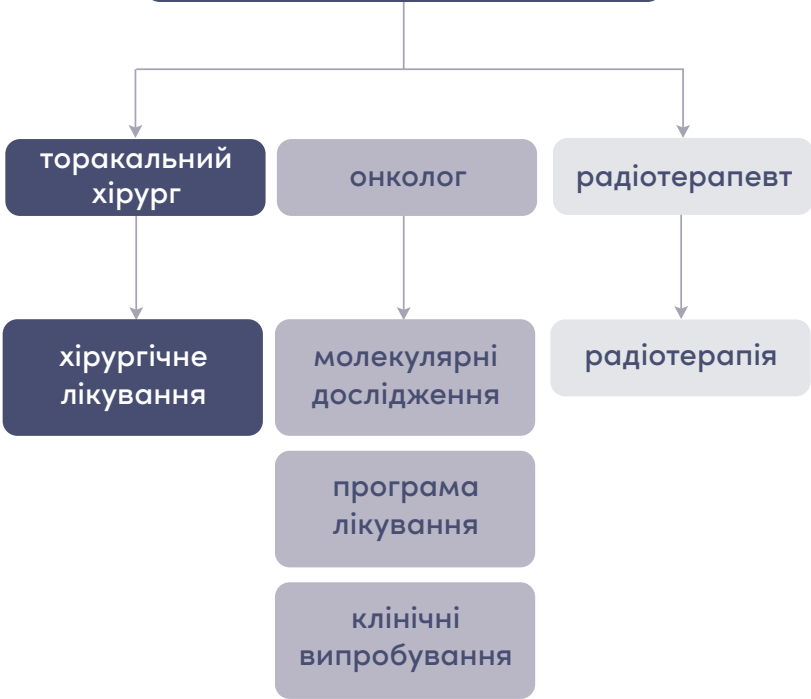 торакальний
хірург
онколог
радіотерапевт
хірургічне
лікування
молекулярні
дослідження
радіотерапія
програма
лікування
клінічні
випробування